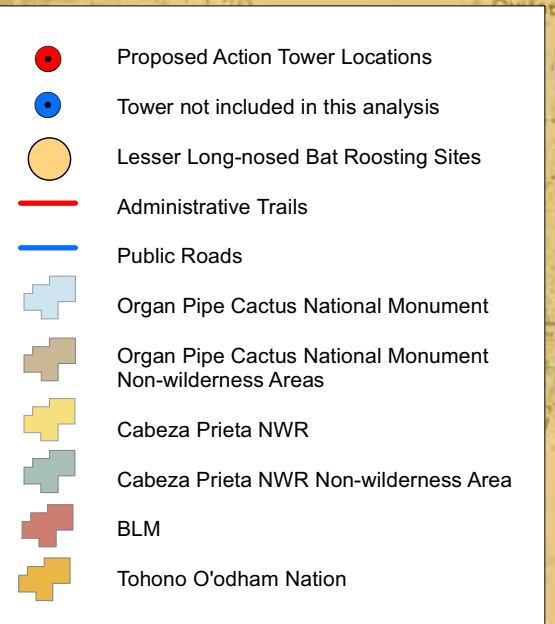 Proposed Action Tower Locations
Tower not included in this analysis
Lesser Long-nosed Bat Roosting Sites
Administrative Trails
Public Roads
Organ Pipe Cactus National Monument
Organ Pipe Cactus National Monument
Non-wilderness Areas
Cabeza Prieta NWR
Cabeza Prieta NWR Non-wilderness Area
BLM
Tohono O'odham Nation